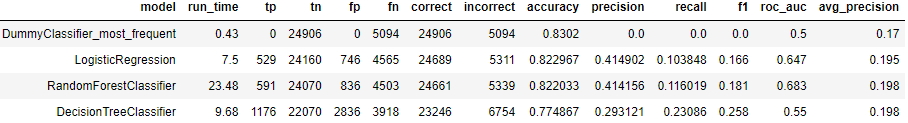 model run_time tp tn fp fn correct incorrect accuracy precision recall f1 roc_auc avg_precision
DummyClassifier_most_frequent 0.43 0 24906 0 5094 24906 5094 0.8302 0.0 0.0 0.0 0.5 0.17
LogisticRegression 7.5 529 24160 746 4565 24689 5311 0.822967 0.414902 0.103848 0.166 0.647 0.195
RandomForestClassifier 23.48 591 24070 836 4503 24661 5339 0.822033 0.414156 0.116019 0.181 0.683 0.198
DecisionTreeClassifier 9.68 1176 22070 2836 3918 23246 6754 0.774867 0.293121 0.23086 0.258 0.55 0.198